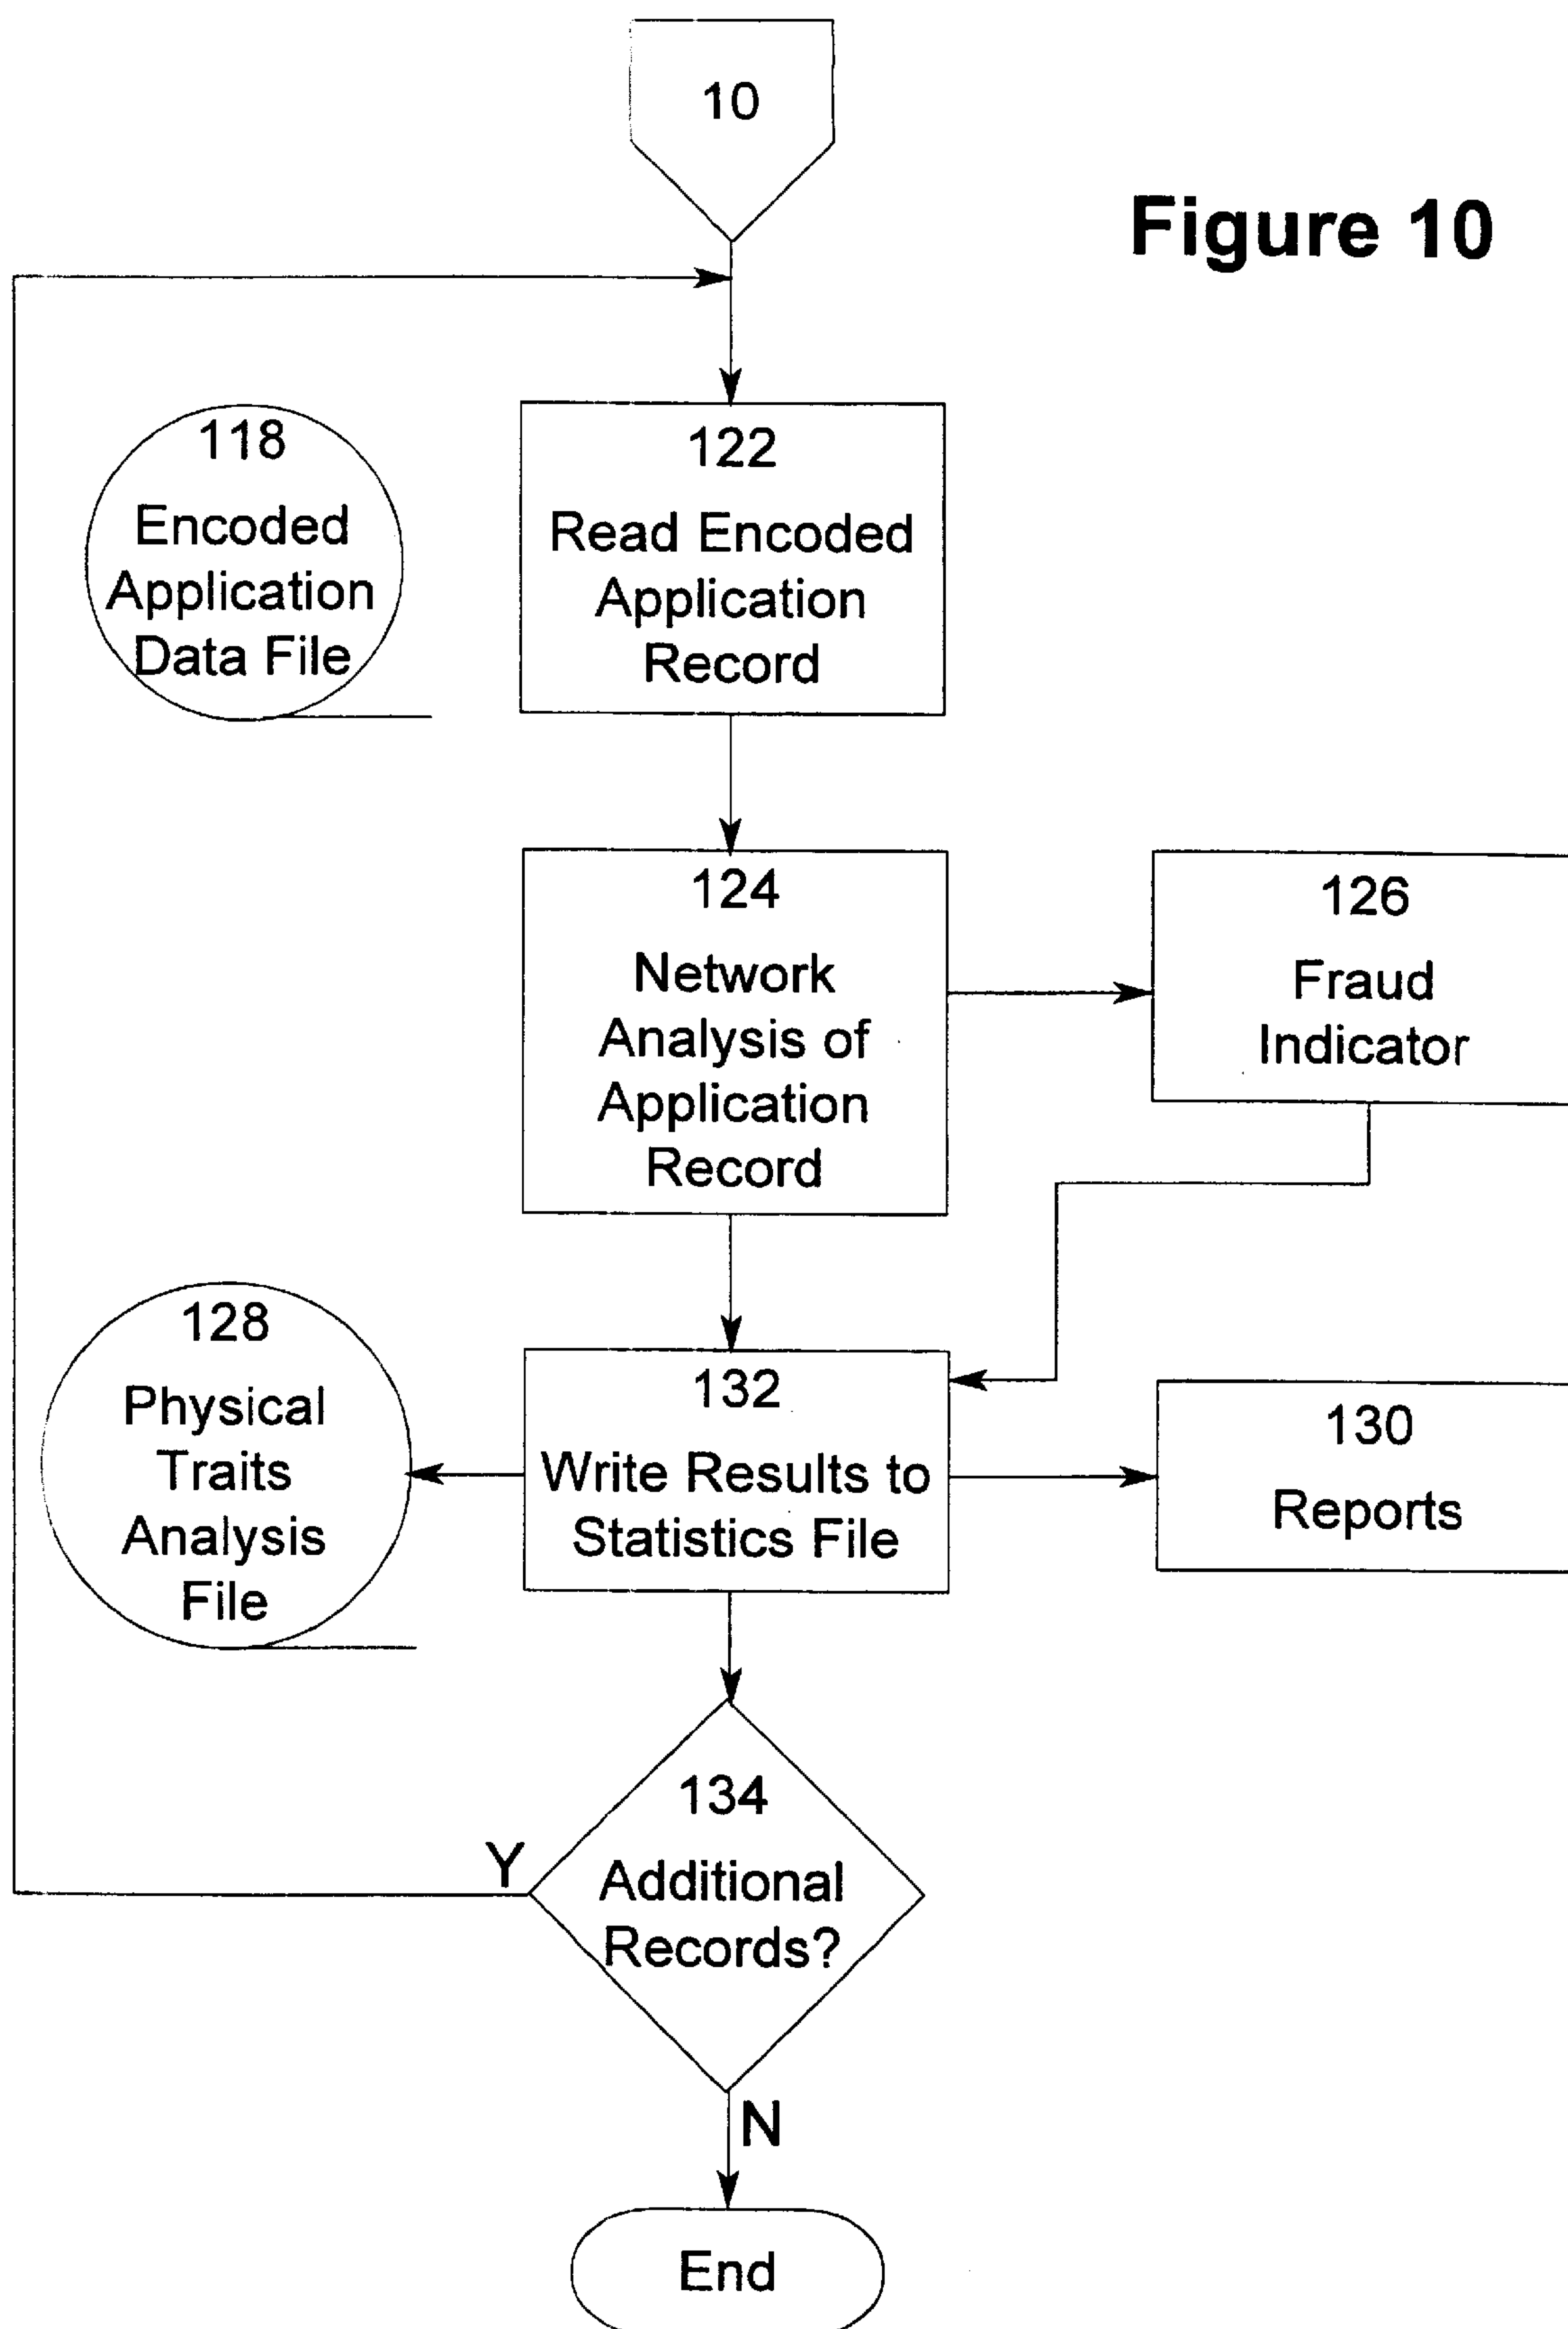 10
Figure 10
118
Encoded
Application
Data File
122
Read Encoded
Application
Record
124
Network
Analysis of
Application
Record
126
Fraud
Indicator
128
Physical
Traits
Analysis
File
132
Write Results to
Statistics File
130
Reports
134
Additional
Records?
Y
N
End